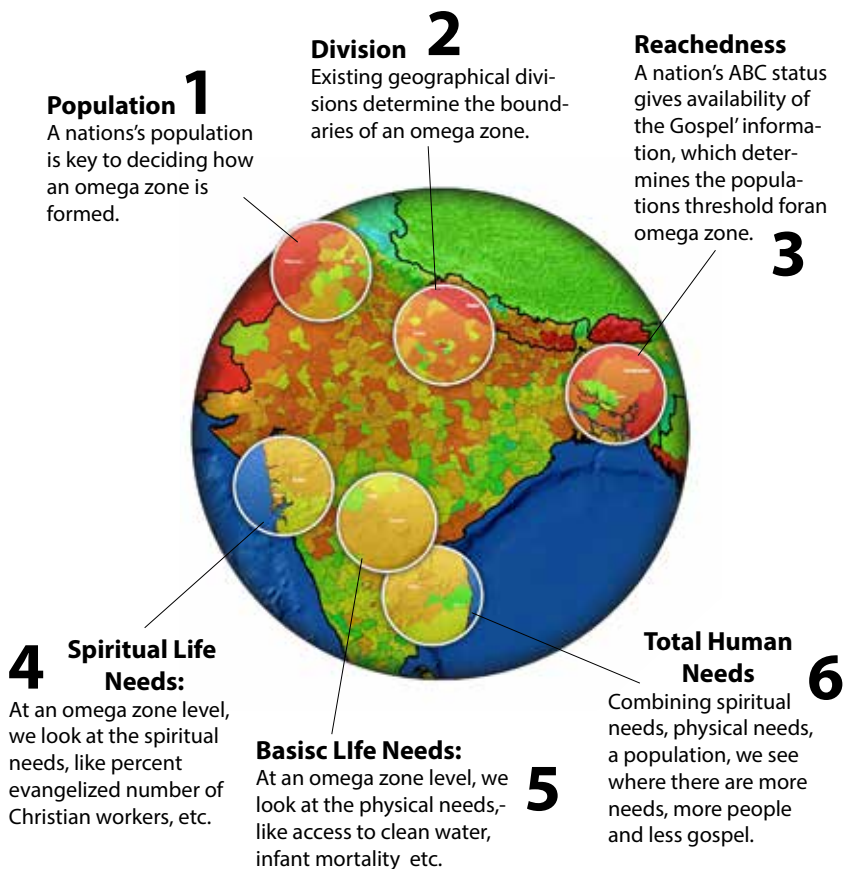 Population 1
A nations's population
is key to deciding how
an omega zone is
formed.
Division 2
Existing geographical divi-
sions determine the bound-
aries of an omega zone.
Reachedness
A nation's ABC status
gives availability of
the Gospel' informa-
tion, which deter-
mines the popula-
tions threshold foran
omega zone.
3
4 Spiritual Life
Needs:
At an omega zone level,
we look at the spiritual
needs, like percent
evangelized number of
Christian workers, etc.
Basisc LIfe Needs:
5
At an omega zone level, we
look at the physical needs,-
like access to clean water,
infant mortality etc.
Total Human
Needs
6
Combining spiritual
needs, physical needs,
a population, we see
where there are more
needs, more people
and less gospel.